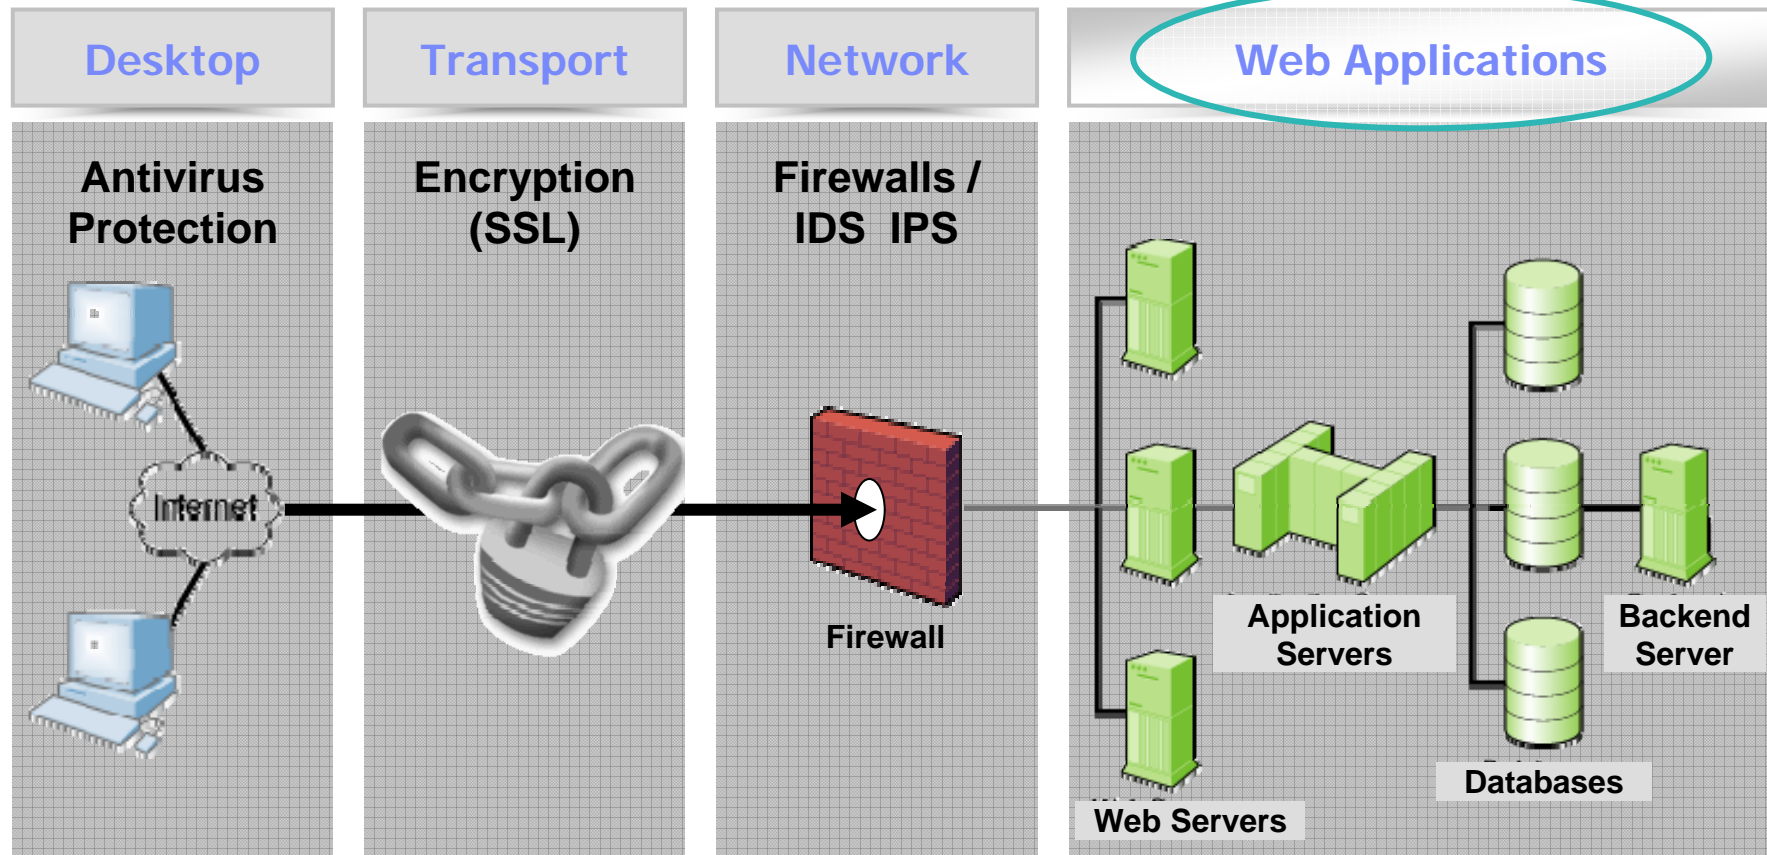 Desktop
Transport
Network
Web Applications
Antivirus
Protection
Encryption
(SSL)
Firewalls /
IDS IPS
Internet
Firewall
Application
Servers
Backend
Server
Databases
Web Servers